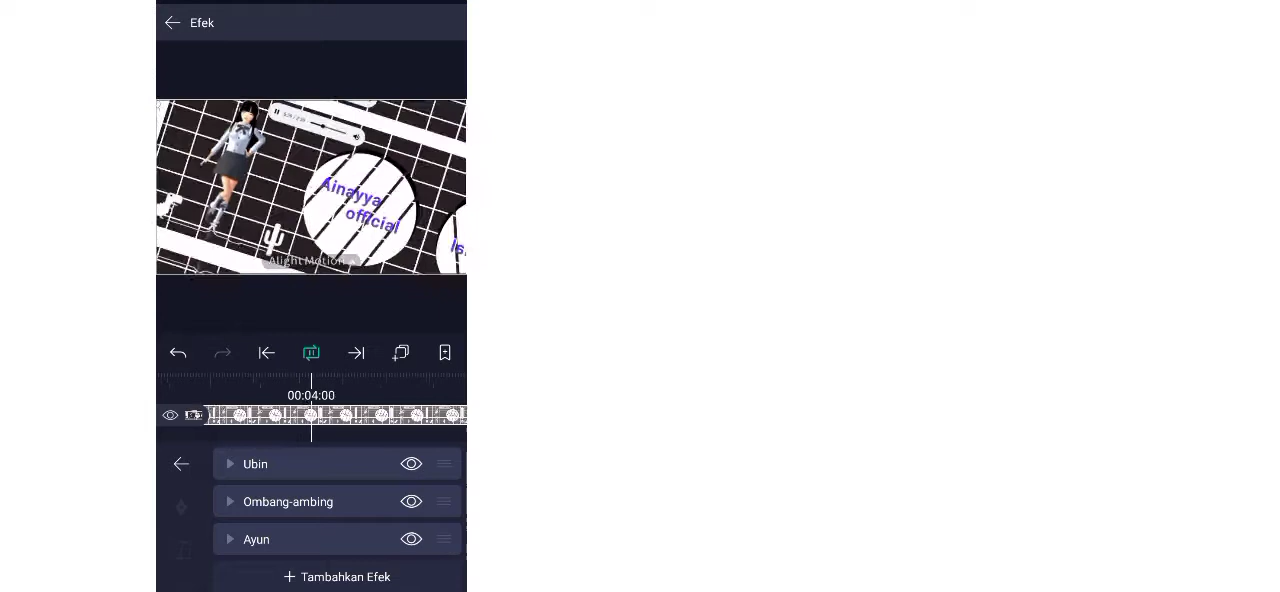 Efek
Ainayya
official
Alight Motion
00:04:00
Ubin
Ombang-ambing
Ayun
+ Tambahkan Efek